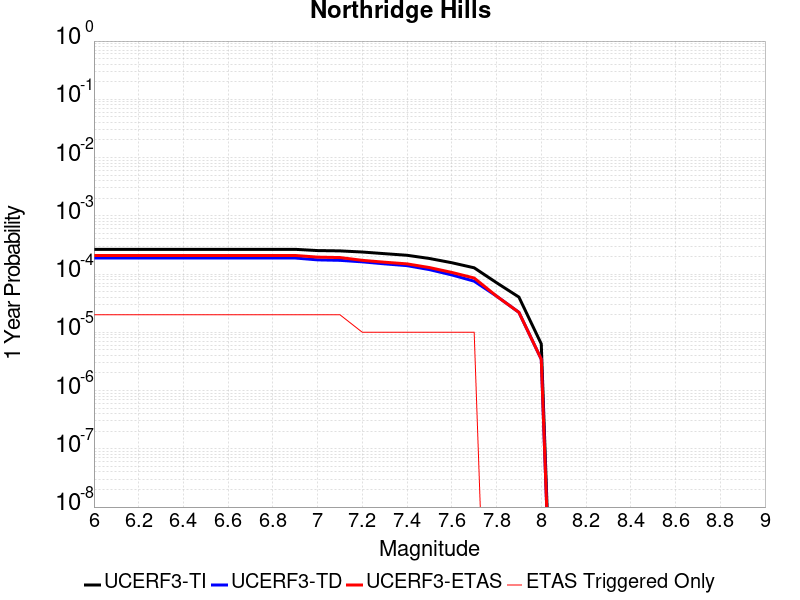 Northridge Hills
10 0
10 -1
10 -2
10 -3
10 -4
10 -5
10 -6
10 -7
10 -8
1 Year Probability
6 6.2 6.4 6.6 6.8 7 7.2 7.4 7.6 7.8 8 8.2 8.4 8.6 8.8 9
Magnitude
UCERF3-TI UCERF3-TD UCERF3-ETAS ETAS Triggered Only